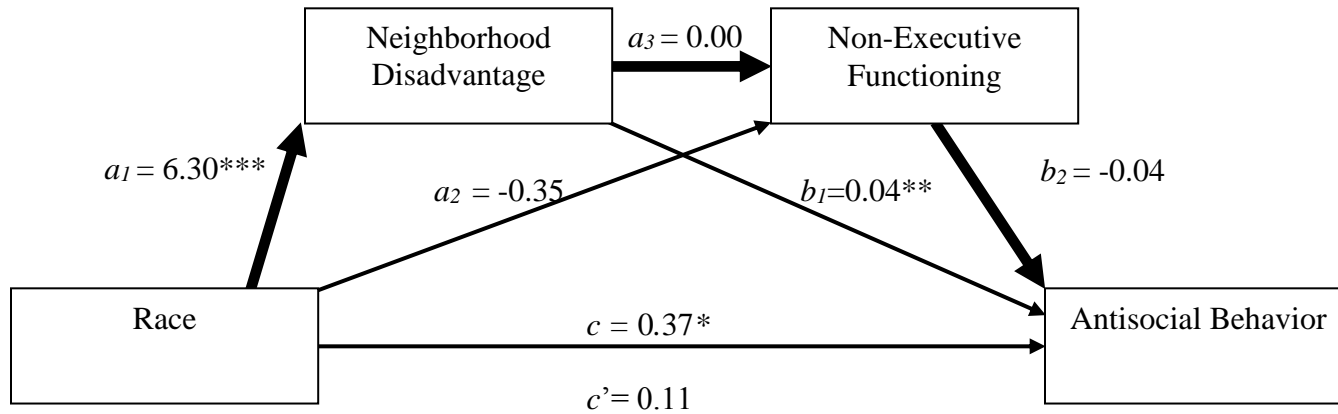 Neighborhood
Disadvantage
a3 = 0.00
Non-Executive
Functioning
a1 = 6.30***
a2 = -0.35
b1=0.04**
b2 = -0.04
Race
c = 0.37*
Antisocial Behavior
c’= 0.11